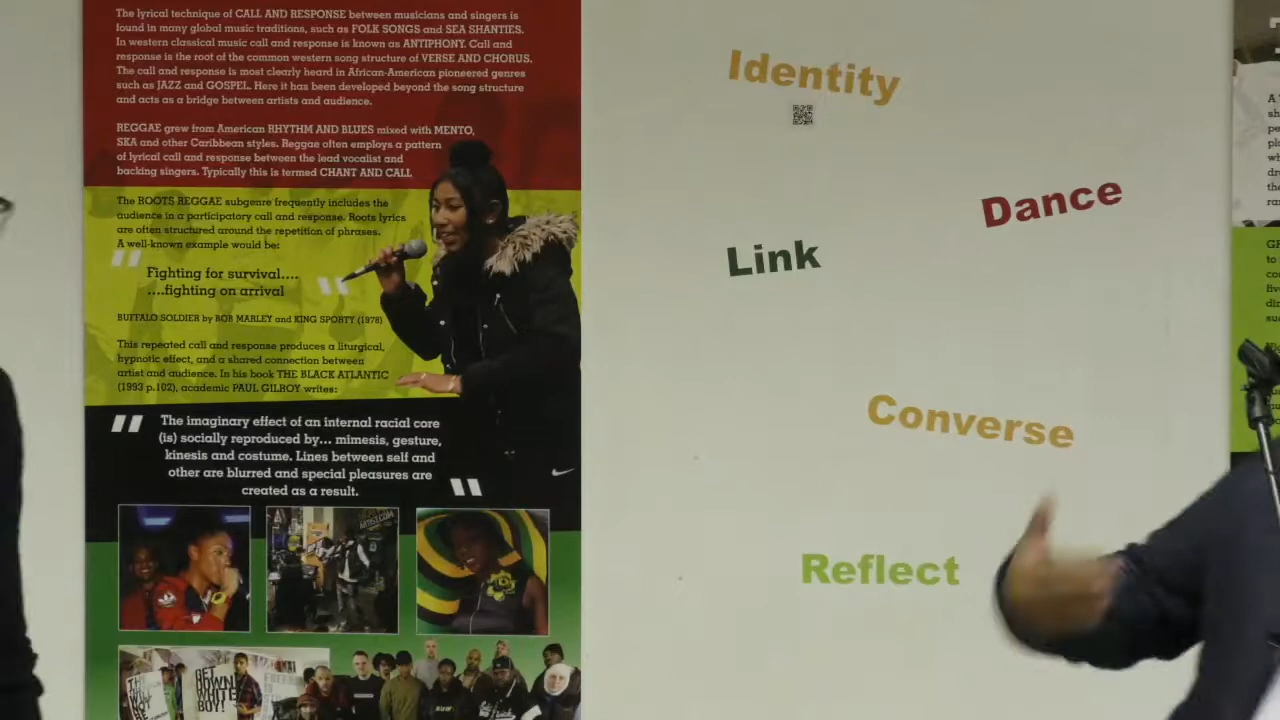 The lyrical technique of CALL AND RESPONSE between musicians and singers is
found in many global music traditions, such as FOLK SONGS and SEA SHANTIES.
In western classical music call and response is known as ANTIPHONY. Call and
response is the root of the common western song structure of VERSE AND CHORUS.
The call and response is most clearly heard in African-American pioneered genres
such as JAZZ and GOSPEL. Here it has been developed beyond the song structure
and acts as a bridge between artists and audience.
REGGAE grew from American RHYTHM AND BLUES mixed with MENTO,
SKA and other Caribbean styles. Reggae often employs a pattern
of lyrical call and response between the lead vocalist and
backing singers. Typically this is termed CHANT AND CALL.
The ROOTS REGGAE subgenre frequently includes the
audience in a participatory call and response. Roots lyrics
are often structured around the repetition of phrases.
A well-known example would be:
Fighting for survival....
....fighting on arrival
BUFFALO SOLDIER by BOB MARLEY and KING SPORTY (1978)
This repeated call and response produces a liturgical,
hypnotic effect, and a shared connection between
artist and audience. In his book THE BLACK ATLANTIC
(1993 p.102), academic PAUL GILROY writes:
The imaginary effect of an internal racial core
(is) socially reproduced by... mimesis, gesture,
kinesis and costume. Lines between self and
other are blurred and special pleasures are
created as a result.
GET
DOWN
WHITE
BOY!
Identity
Dance
Link
Converse
Reflect